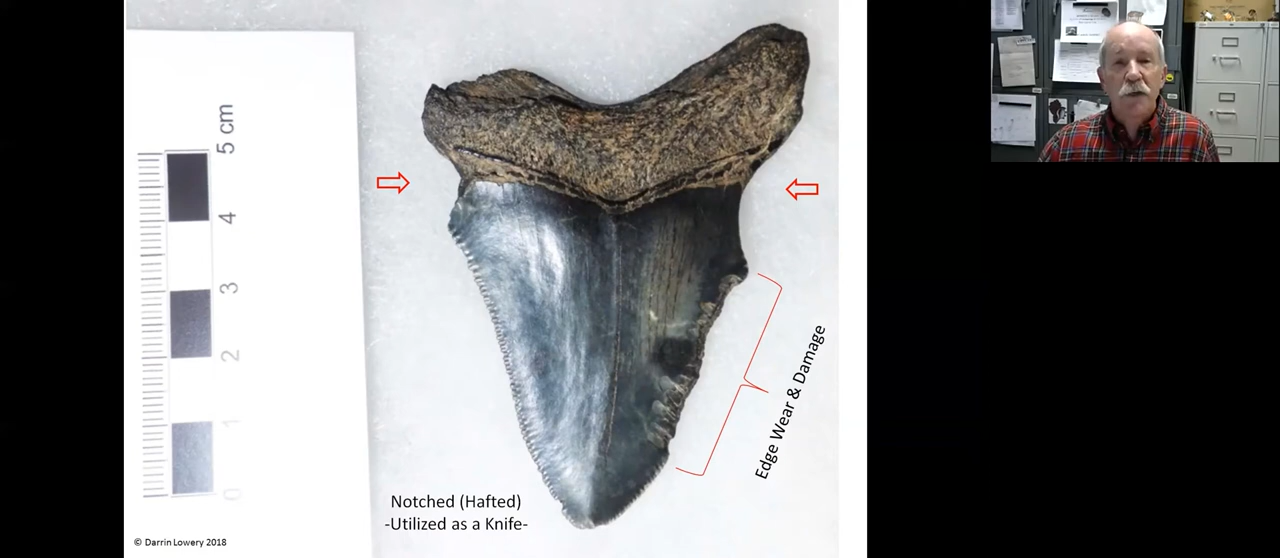 5 cm
4
3
2
1
0
Edge Wear & Damage
Notched (Hafted)
-Utilized as a Knife-
© Darrin Lowery 2018